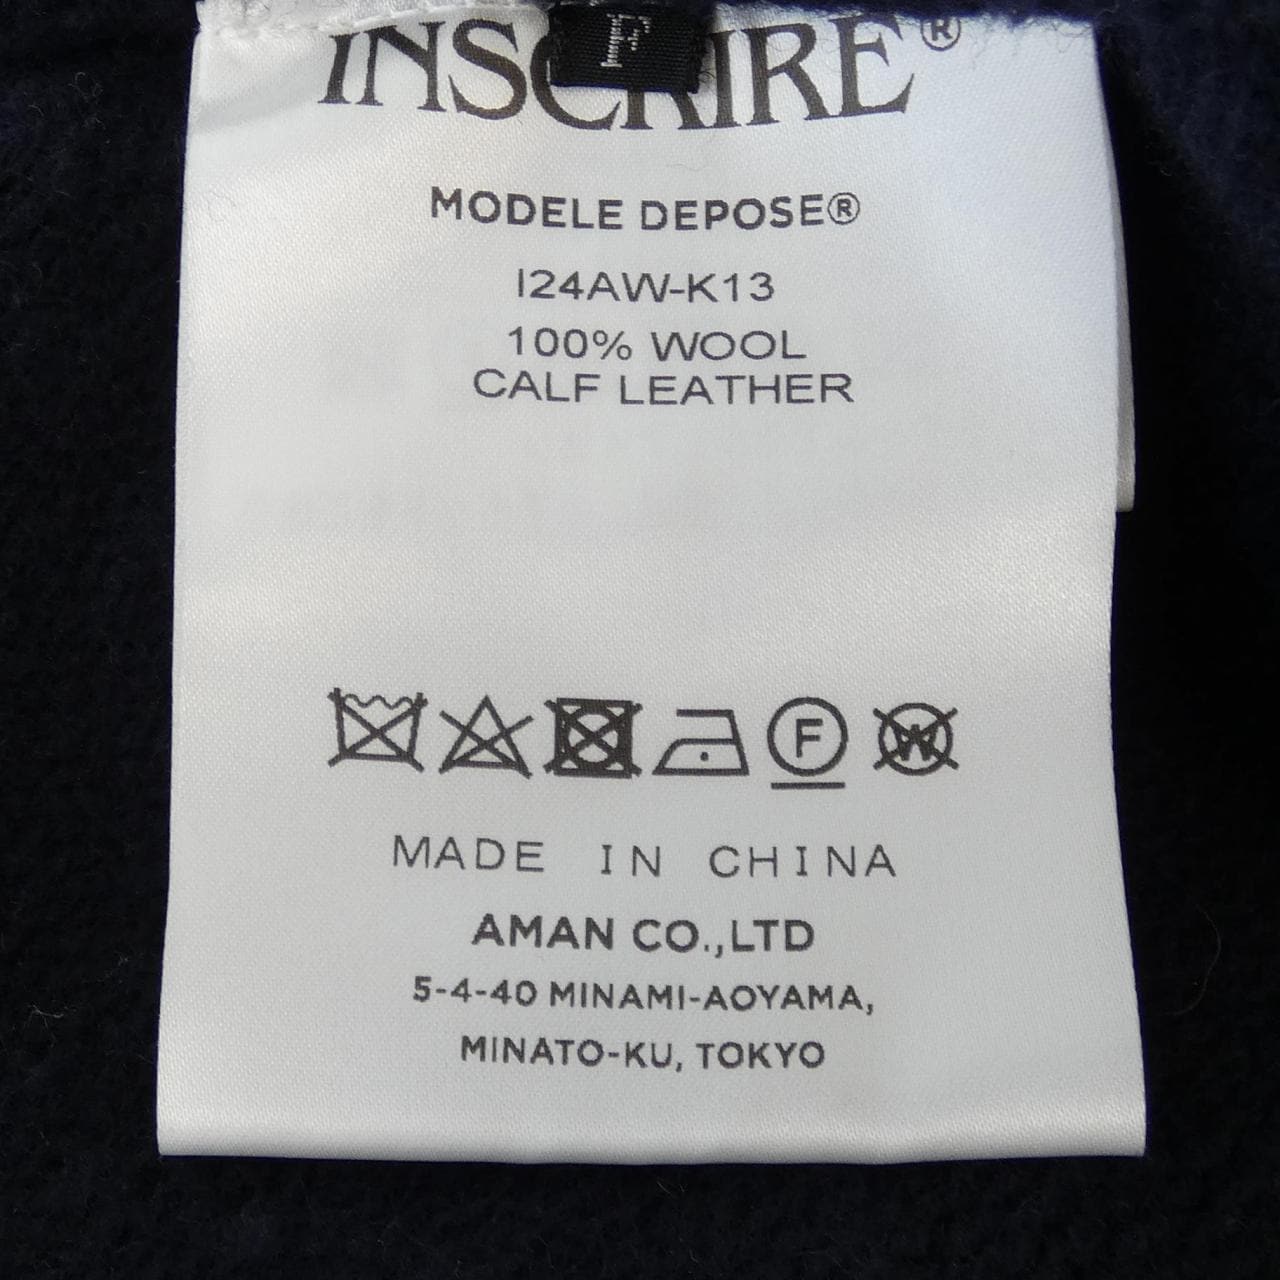 F
INSCRIRE®
MODELE DEPOSE®
I24AW-K13
100% WOOL
CALF LEATHER
F W
MADE IN CHINA
AMAN CO.,LTD
5-4-40 MINAMI-AOYAMA,
MINATO-KU, TOKYO